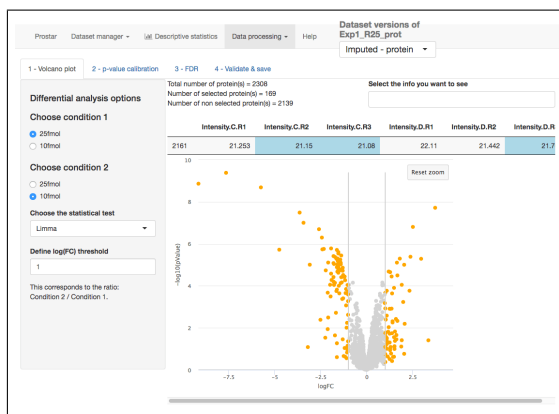 Prostar
Dataset manager
Descriptive statistics
Data processing
Help
Dataset versions of
Exp1_R25_prot
Imputed - protein
1 - Volcano plot
2 - p-value calibration
3 - FDR
4 - Validate & save
Differential analysis options
Choose condition 1
25fmol
10fmol
Choose condition 2
25fmol
10fmol
Choose the statistical test
Limma
Define log(FC) threshold
1
This corresponds to the ratio:
Condition 2 / Condition 1.
Total number of protein(s) = 2308
Number of selected protein(s) = 169
Number of non selected protein(s) = 2139
Select the info you want to see
Intensity.C.R1 Intensity.C.R2 Intensity.C.R3 Intensity.D.R1 Intensity.D.R2 Intensity.D.R
2161 21.253 21.15 21.08 22.11 21.442 21.7
Reset zoom
10
8
6
4
2
0
-log10(pValue)
-7.5 -5 -2.5 0 2.5
logFC